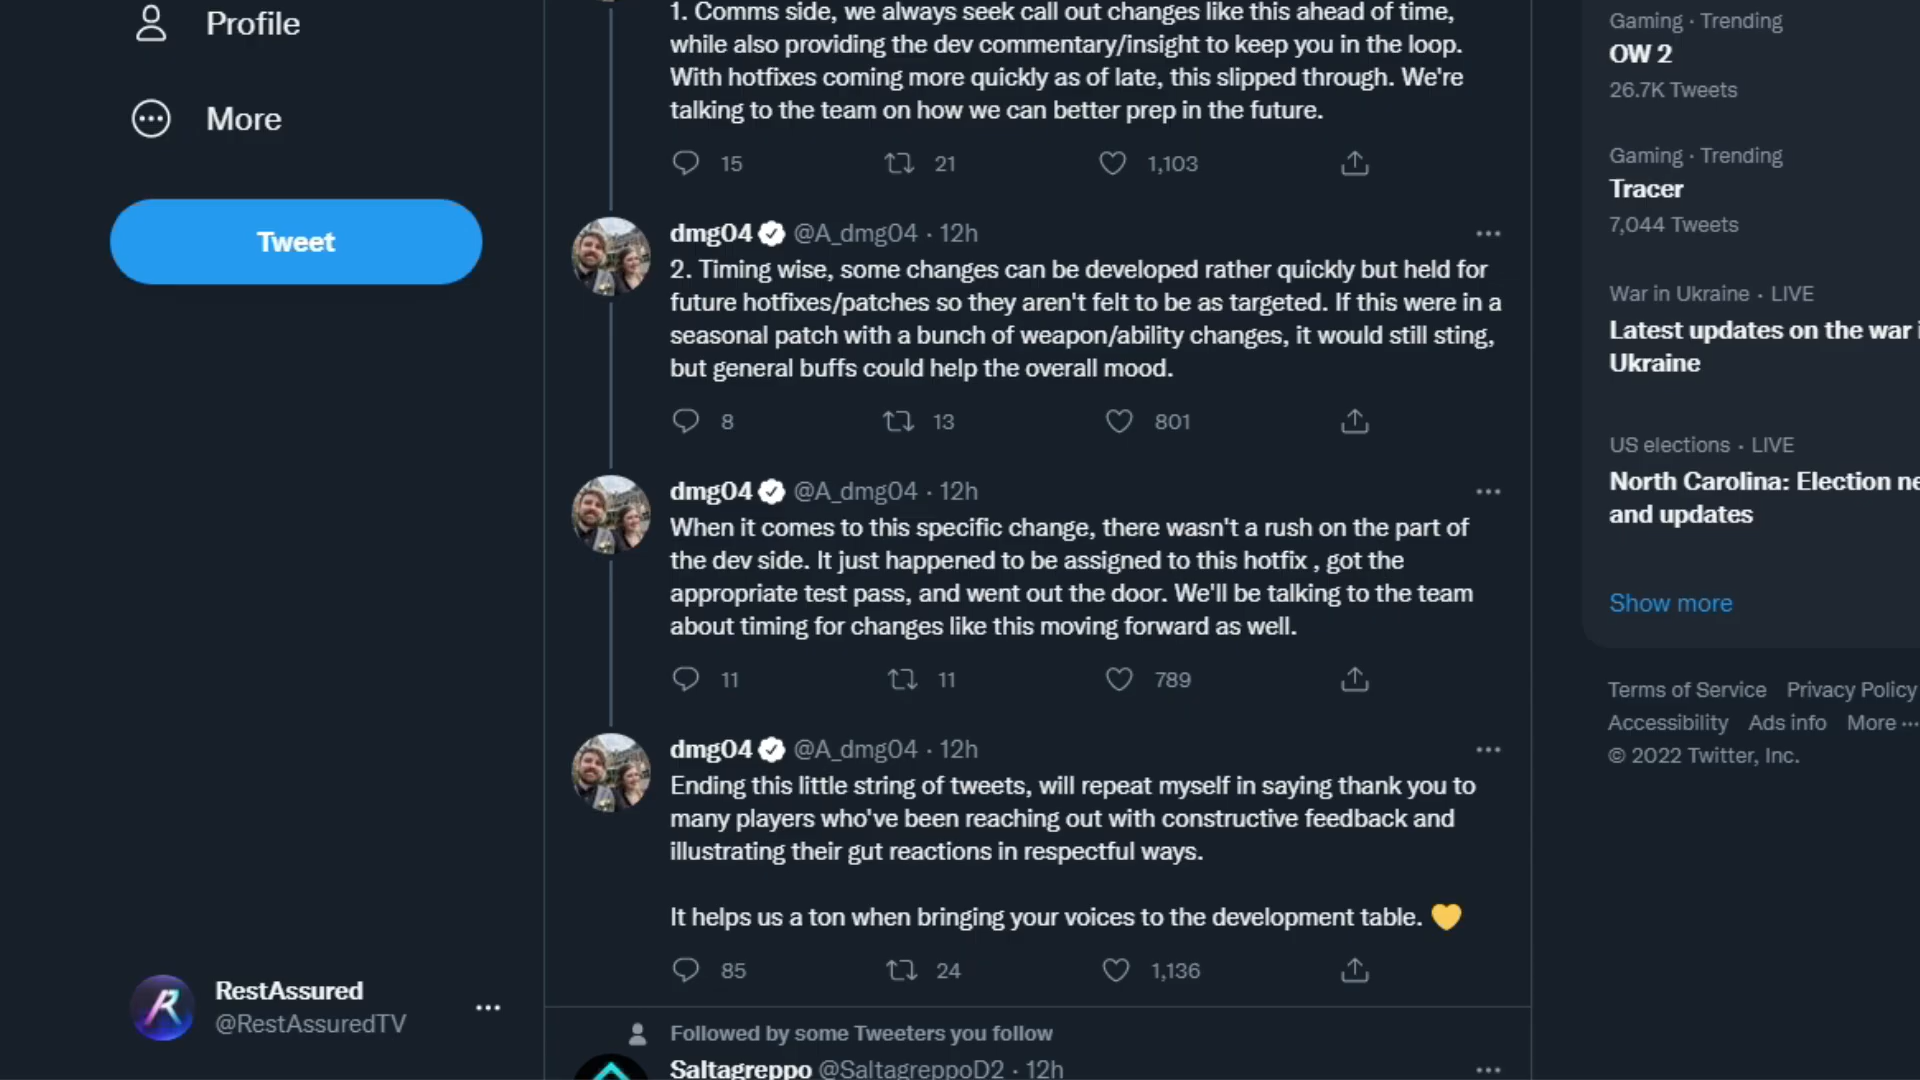 Profile
More
Tweet
1. Comms side, we always seek call out changes like this ahead of time,
while also providing the dev commentary/insight to keep you in the loop.
With hotfixes coming more quickly as of late, this slipped through. We're
talking to the team on how we can better prep in the future.
15 21 1,103
dmg04 @A_dmg04 · 12h
2. Timing wise, some changes can be developed rather quickly but held for
future hotfixes/patches so they aren't felt to be as targeted. If this were in a
seasonal patch with a bunch of weapon/ability changes, it would still sting,
but general buffs could help the overall mood.
8 13 801
dmg04 @A_dmg04 · 12h
When it comes to this specific change, there wasn't a rush on the part of
the dev side. It just happened to be assigned to this hotfix , got the
appropriate test pass, and went out the door. We'll be talking to the team
about timing for changes like this moving forward as well.
11 11 789
dmg04 @A_dmg04 · 12h
Ending this little string of tweets, will repeat myself in saying thank you to
many players who've been reaching out with constructive feedback and
illustrating their gut reactions in respectful ways.
It helps us a ton when bringing your voices to the development table. 💛
85 24 1,136
Followed by some Tweeters you follow
Saltagreppo @SaltagreppoD2 · 12h
RestAssured
@RestAssuredTV
Gaming · Trending
OW 2
26.7K Tweets
Gaming · Trending
Tracer
7,044 Tweets
War in Ukraine · LIVE
Latest updates on the war i
Ukraine
US elections · LIVE
North Carolina: Election ne
and updates
Show more
Terms of Service Privacy Policy
Accessibility Ads info More ···
© 2022 Twitter, Inc.